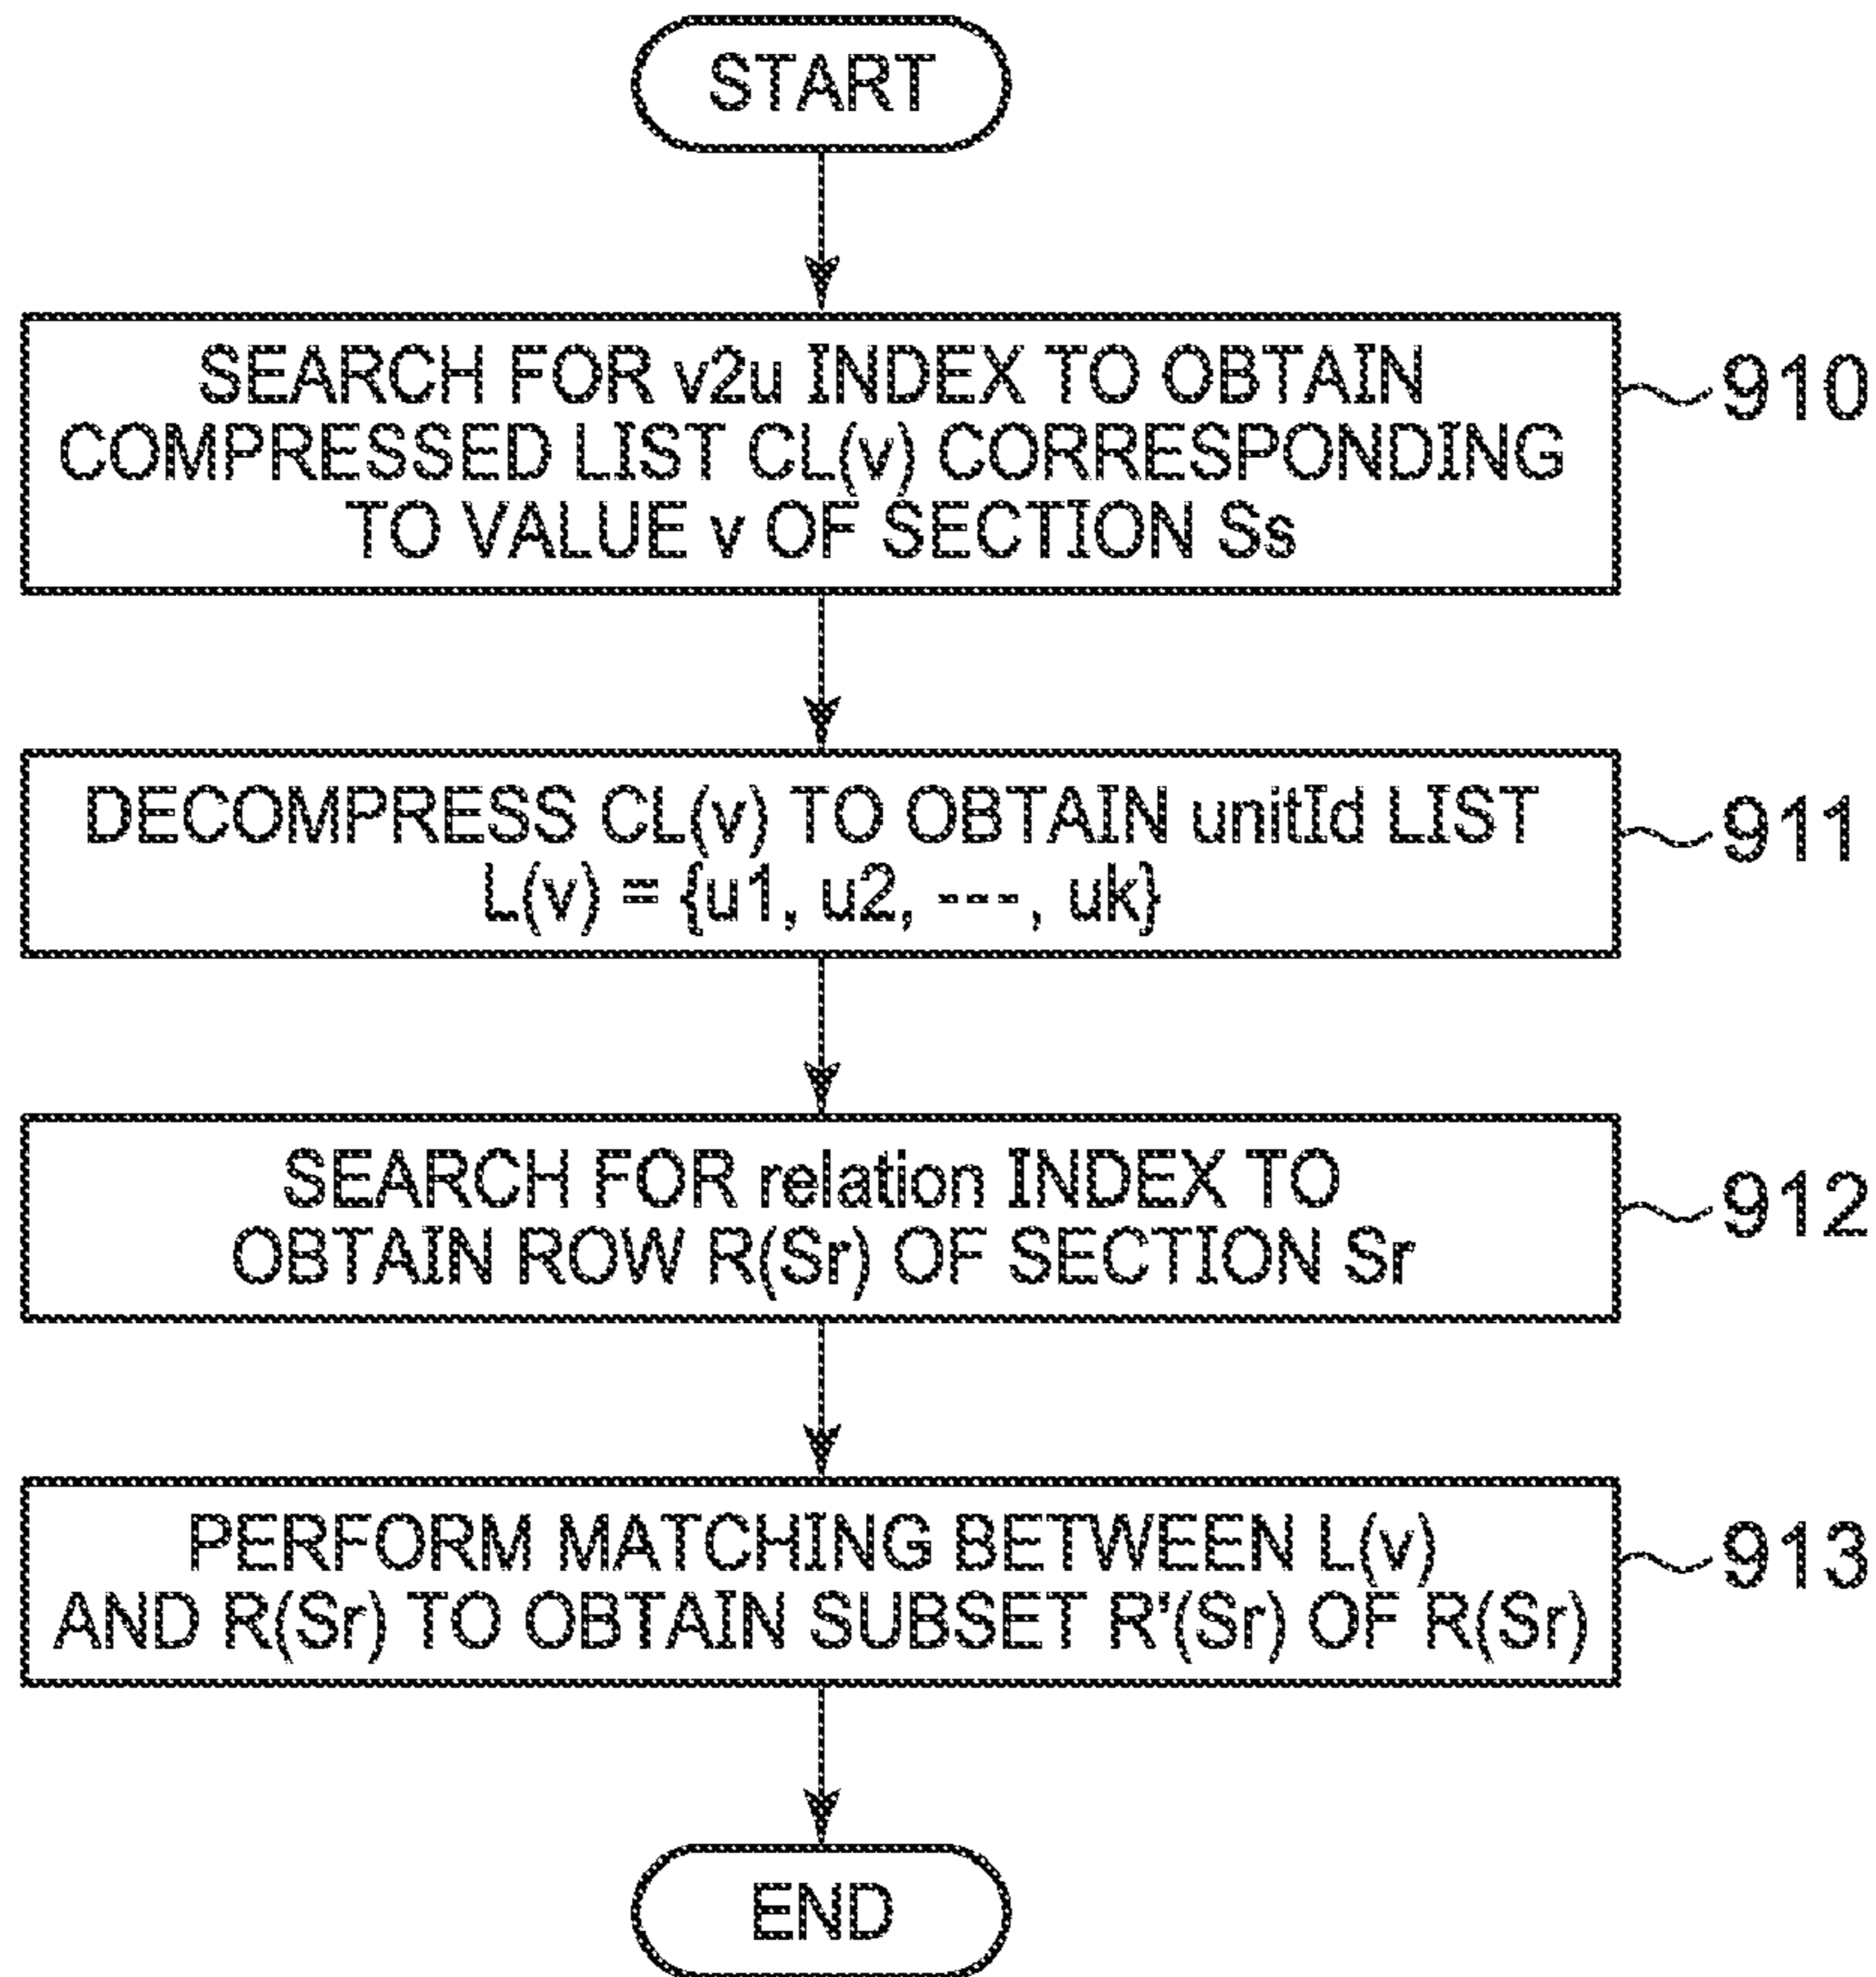 START
SEARCH FOR v2u INDEX TO OBTAIN
COMPRESSED LIST CL(v) CORRESPONDING
TO VALUE v OF SECTION Ss
910
DECOMPRESS CL(v) TO OBTAIN unitId LIST
L(v) = {u1, u2, ---, uk}
911
SEARCH FOR relation INDEX TO
OBTAIN ROW R(Sr) OF SECTION Sr
912
PERFORM MATCHING BETWEEN L(v)
AND R(Sr) TO OBTAIN SUBSET R'(Sr) OF R(Sr)
913
END